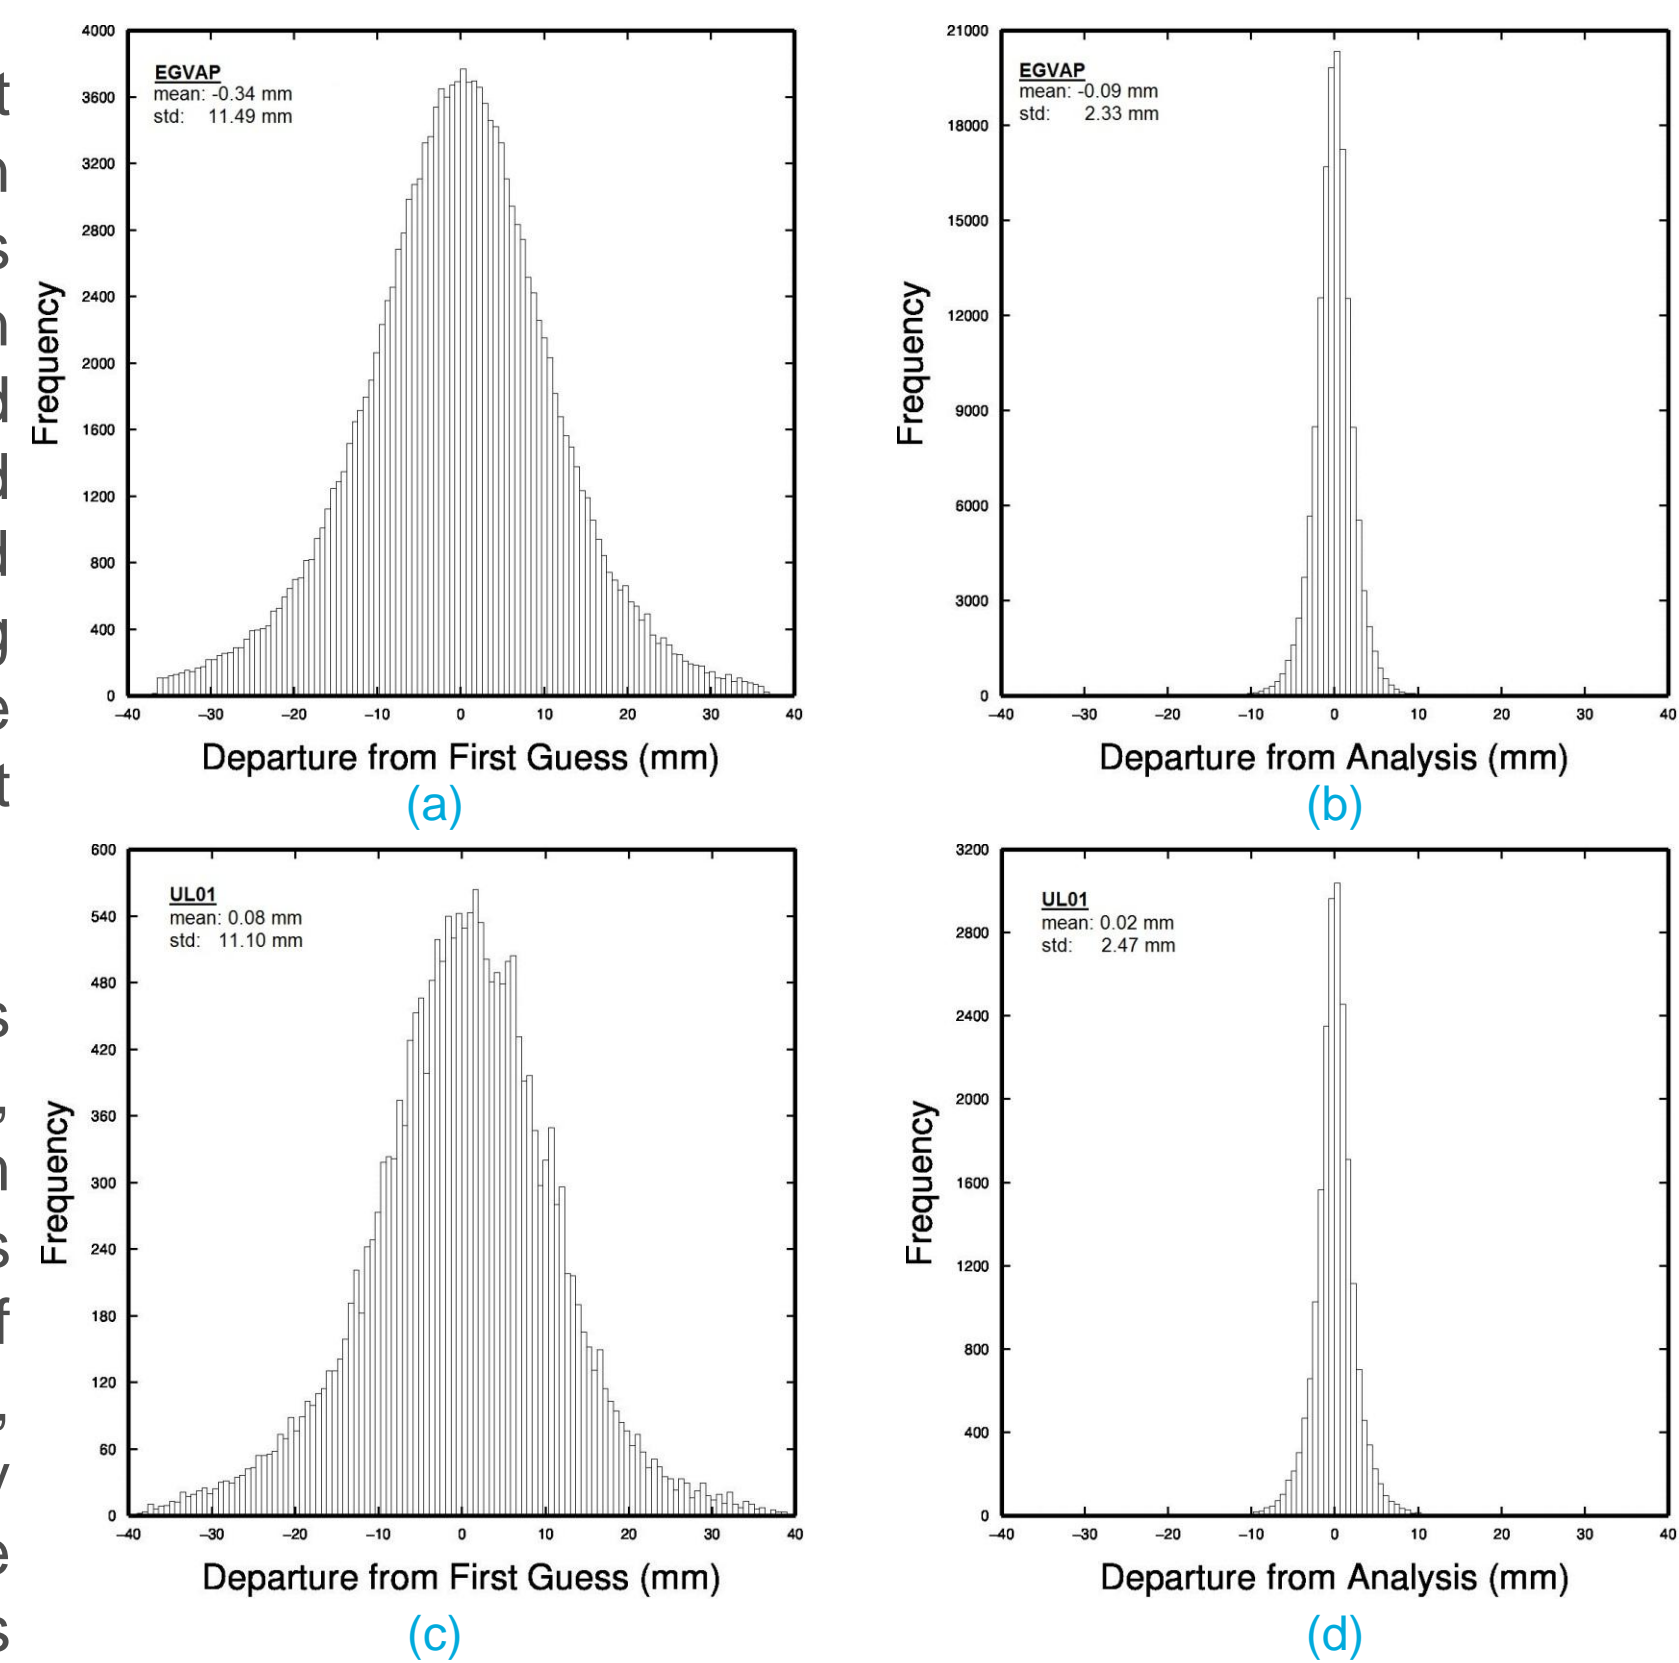 4000
3600
3200
2800
2400
2000
1600
1200
800
400
0
Frequency
EGVAP
mean: -0.34 mm
std: 11.49 mm
−40 −30 −20 −10 0 10 20 30 40
Departure from First Guess (mm)
(a)
21000
18000
15000
12000
9000
6000
3000
0
Frequency
EGVAP
mean: -0.09 mm
std: 2.33 mm
−40 −30 −20 −10 0 10 20 30 40
Departure from Analysis (mm)
(b)
600
540
480
420
360
300
240
180
120
60
0
Frequency
UL01
mean: 0.08 mm
std: 11.10 mm
−40 −30 −20 −10 0 10 20 30 40
Departure from First Guess (mm)
(c)
3200
2800
2400
2000
1600
1200
800
400
0
Frequency
UL01
mean: 0.02 mm
std: 2.47 mm
−40 −30 −20 −10 0 10 20 30 40
Departure from Analysis (mm)
(d)